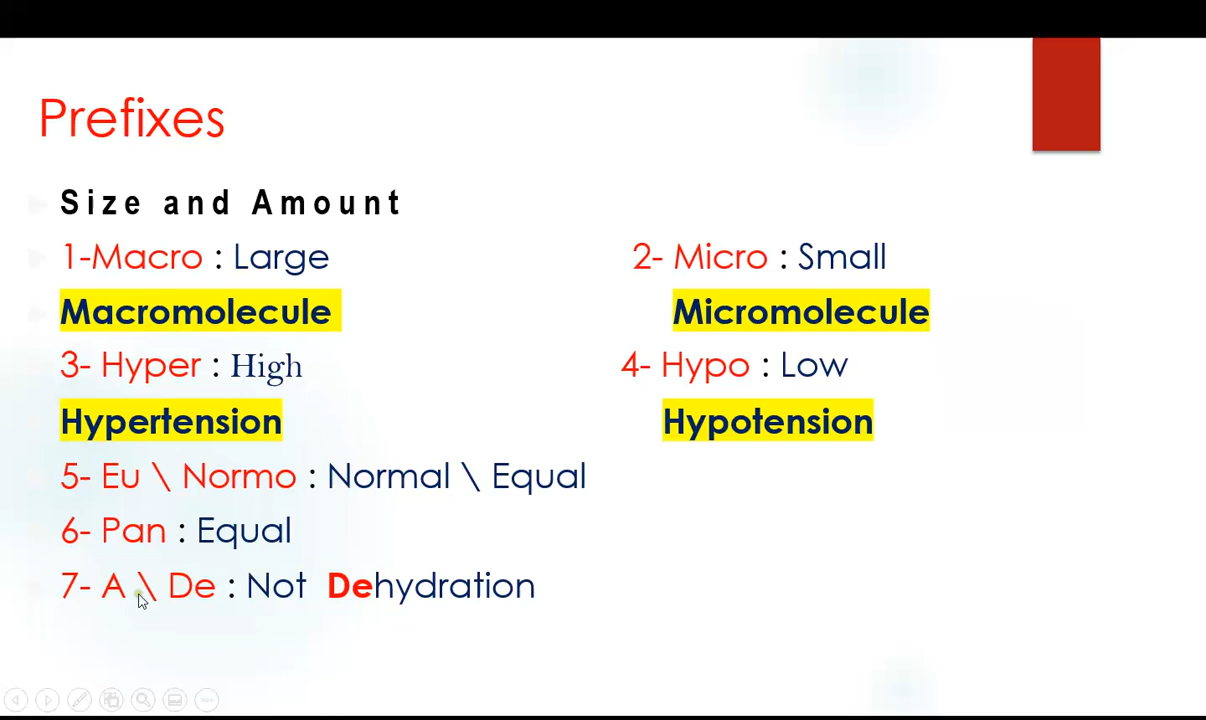 Prefixes
Size and Amount
1-Macro : Large 2- Micro : Small
Macromolecule Micromolecule
3- Hyper : High 4- Hypo : Low
Hypertension Hypotension
5- Eu \ Normo : Normal \ Equal
6- Pan : Equal
7- A \ De : Not Dehydration